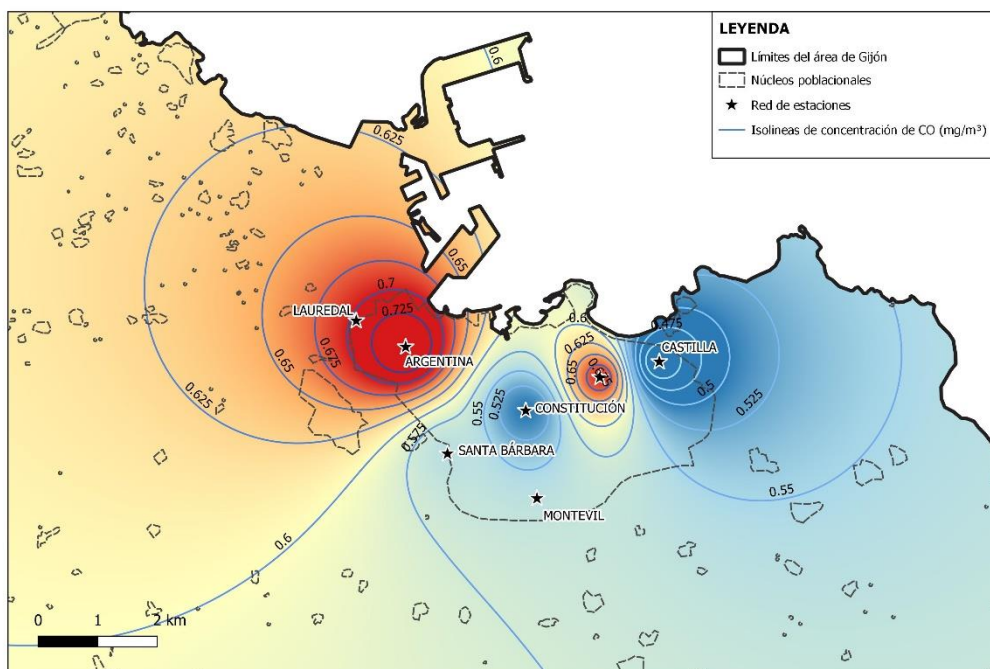 LEYENDA
Límites del área de Gijón
Núcleos poblacionales
Red de estaciones
Isolineas de concentración de CO (mg/m³)
0.6
0.625
0.65
0.7
0.725
LAUREDAL
ARGENTINA
0.675
0.65
0.625
0.6
0.625
0.65
0.475
CASTILLA
0.5
0.525
0.55
0.525
0.55
CONSTITUCIÓN
0.575
SANTA BÁRBARA
MONTEVIL
0.6
0 1 2 km